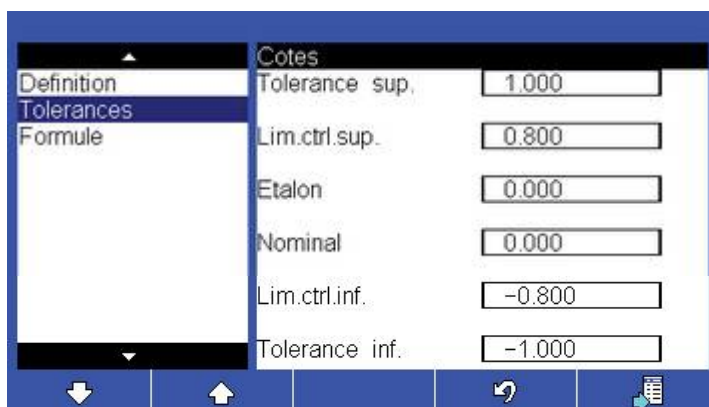 Definition
Tolerances
Formule
Cotes
Tolerance sup. 1.000
Lim.ctrl.sup. 0.800
Etalon 0.000
Nominal 0.000
Lim.ctrl.inf. -0.800
Tolerance inf. -1.000